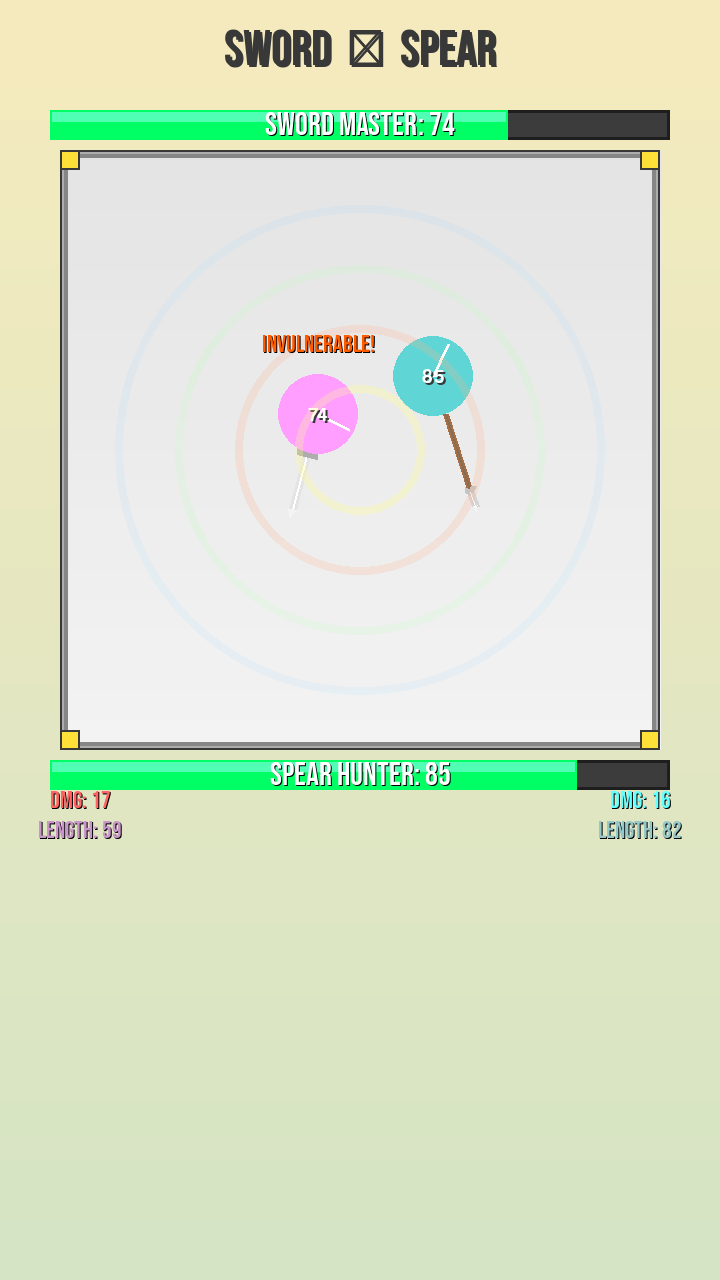 SWORD SPEAR
SWORD MASTER: 74
INVULNERABLE!
85
74
SPEAR HUNTER: 85
DMG: 17
DMG: 16
LENGTH: 59
LENGTH: 82